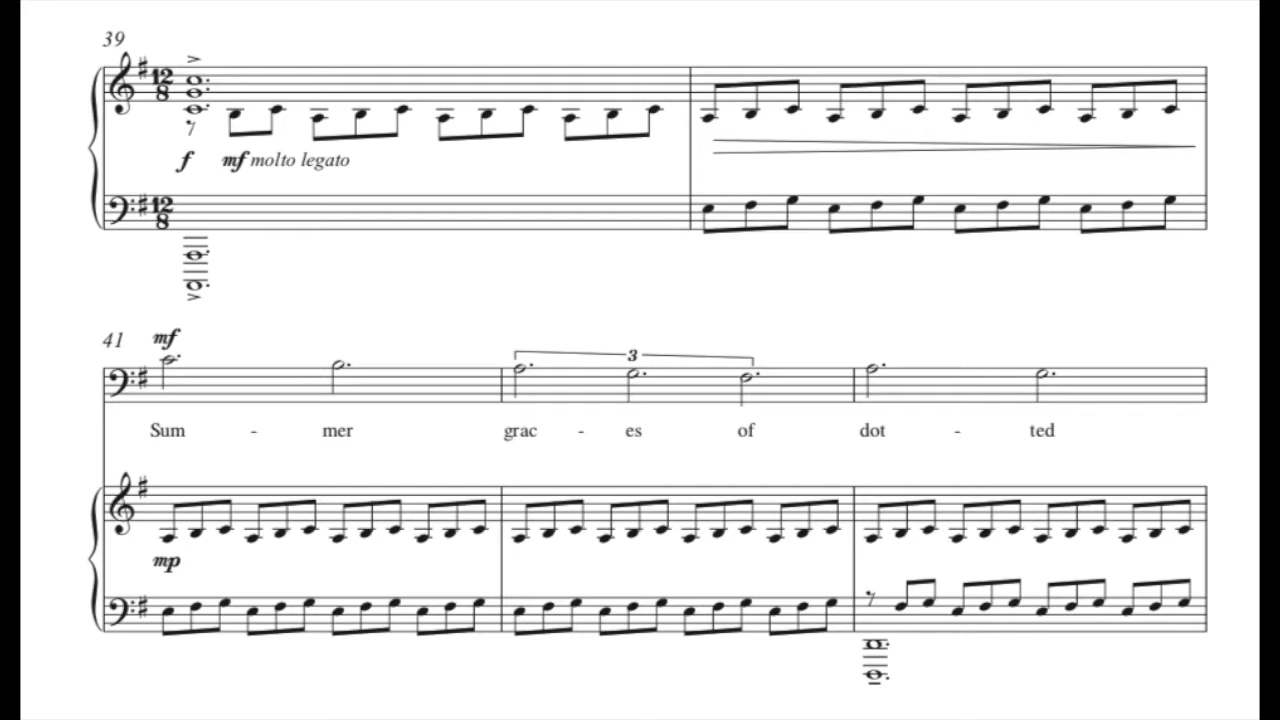 39
12
8
f mf molto legato
12
8
41 mf
3
Sum - mer grac - es of dot - ted
mp